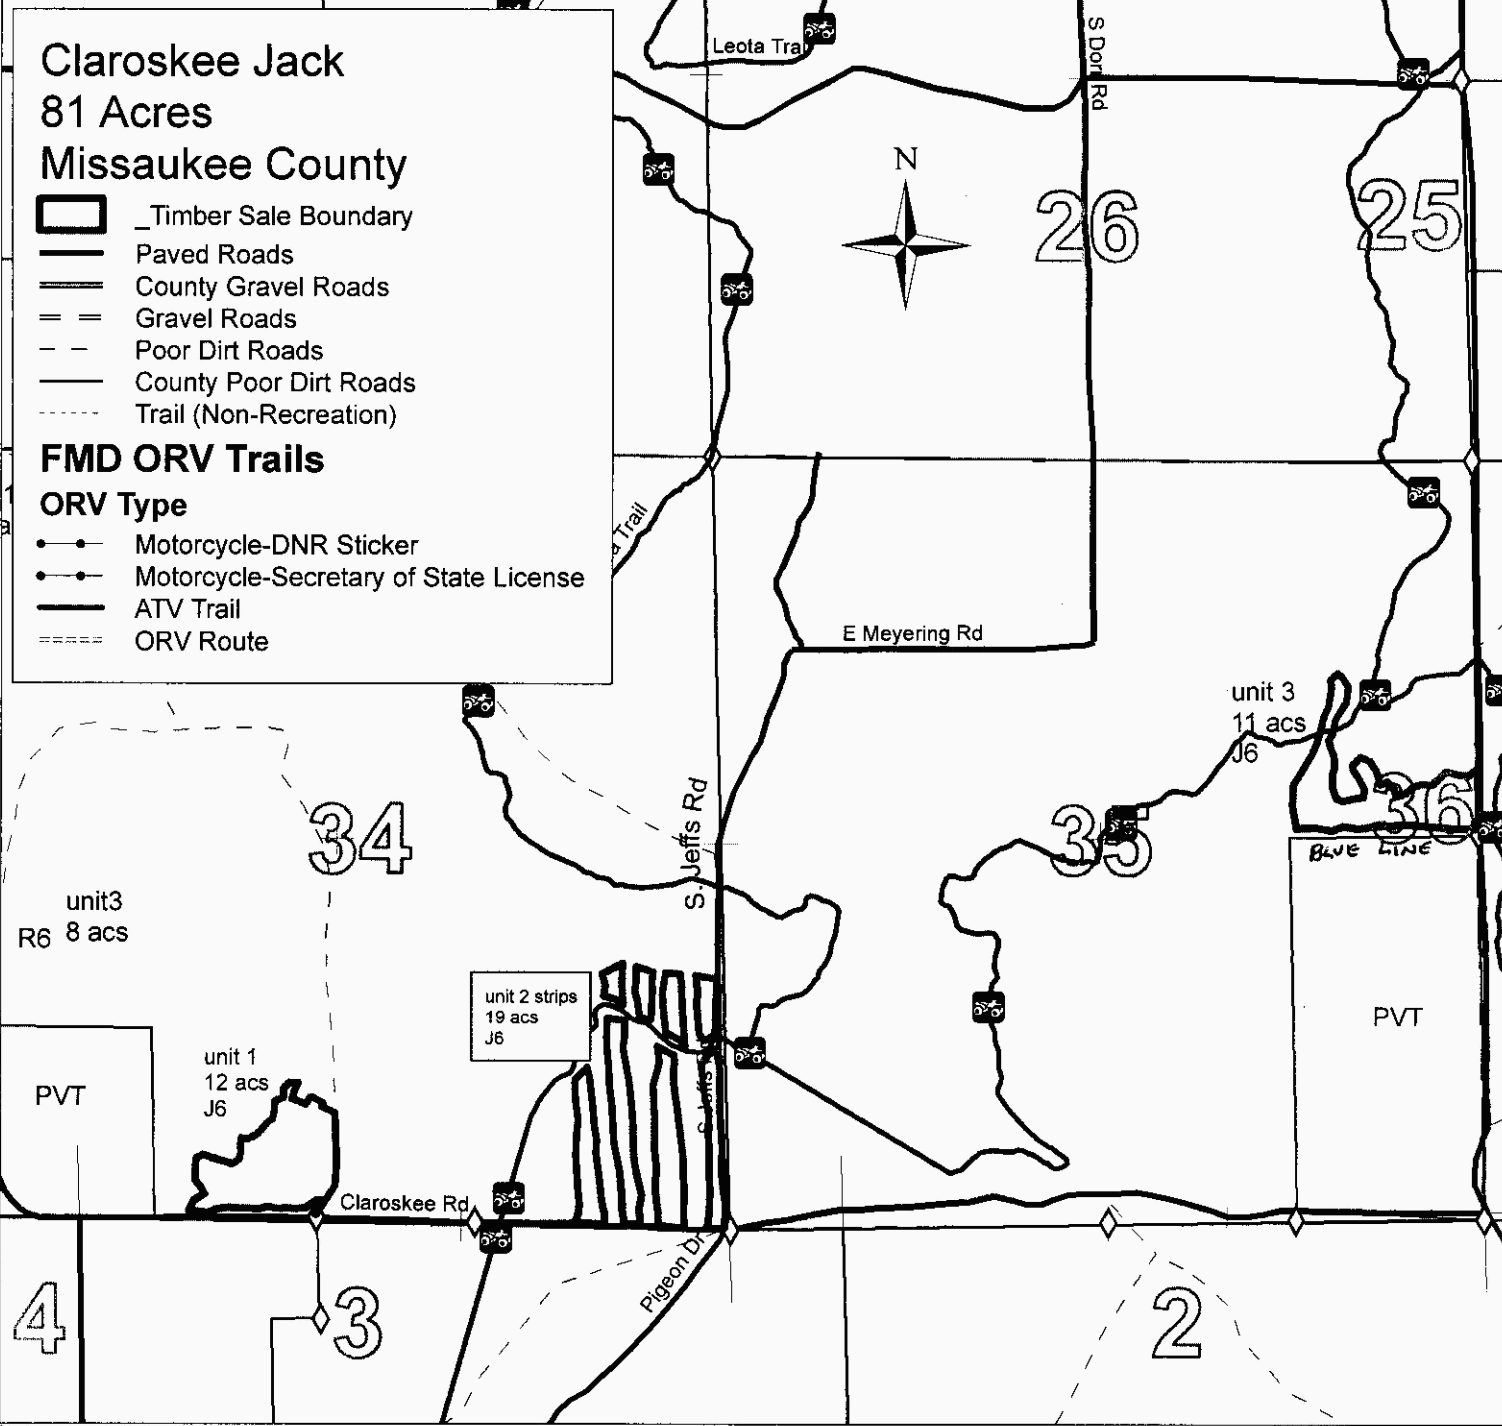 Claroskee Jack
81 Acres
Missaukee County
_Timber Sale Boundary
Paved Roads
County Gravel Roads
Gravel Roads
Poor Dirt Roads
County Poor Dirt Roads
Trail (Non-Recreation)
FMD ORV Trails
ORV Type
Motorcycle-DNR Sticker
Motorcycle-Secretary of State License
ATV Trail
ORV Route
Leota
S Dorr Rd
N
26
25
a Trail
E Meyering Rd
unit 3
11 acs
J6
S. Jeffs Rd
34
35
36
BLUE LINE
unit3
R6 8 acs
unit 2 strips
19 acs
J6
PVT
unit 1
12 acs
J6
PVT
S Jeffs
Claroskee Rd
Pigeon Dr
4
3
2